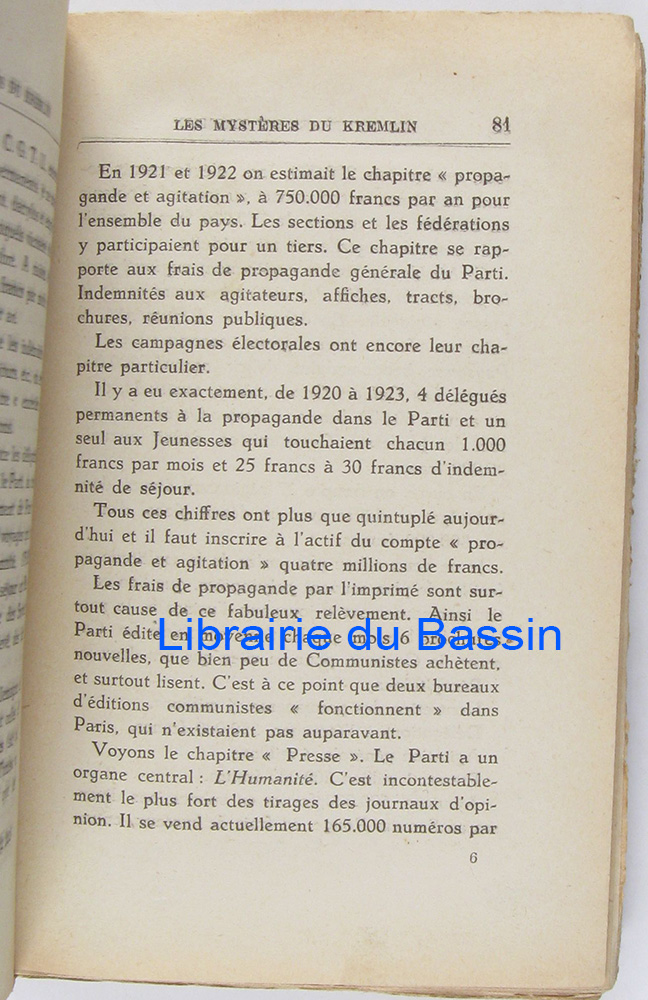 LES MYSTÈRES DU KREMLIN 81
En 1921 et 1922 on estimait le chapitre « propa-
gande et agitation », à 750.000 francs par an pour
l'ensemble du pays. Les sections et les fédérations
y participaient pour un tiers. Ce chapitre se rap-
porte aux frais de propagande générale du Parti.
Indemnités aux agitateurs, affiches, tracts, bro-
chures, réunions publiques.
Les campagnes électorales ont encore leur cha-
pitre particulier.
Il y a eu exactement, de 1920 à 1923, 4 délégués
permanents à la propagande dans le Parti et un
seul aux Jeunesses qui touchaient chacun 1.000
francs par mois et 25 francs à 30 francs d'indem-
nité de séjour.
Tous ces chiffres ont plus que quintuplé aujour-
d'hui et il faut inscrire à l'actif du compte « pro-
pagande et agitation » quatre millions de francs.
Les frais de propagande par l'imprimé sont sur-
tout cause de ce fabuleux relèvement. Ainsi le
Parti édite en moyenne chaque mois 6 brochures
Librairie du Bassin
nouvelles, que bien peu de Communistes achètent,
et surtout lisent. C'est à ce point que deux bureaux
d'éditions communistes « fonctionnent » dans
Paris, qui n'existaient pas auparavant.
Voyons le chapitre « Presse ». Le Parti a un
organe central : L'Humanité. C'est incontestable-
ment le plus fort des tirages des journaux d'opi-
nion. Il se vend actuellement 165.000 numéros par
6